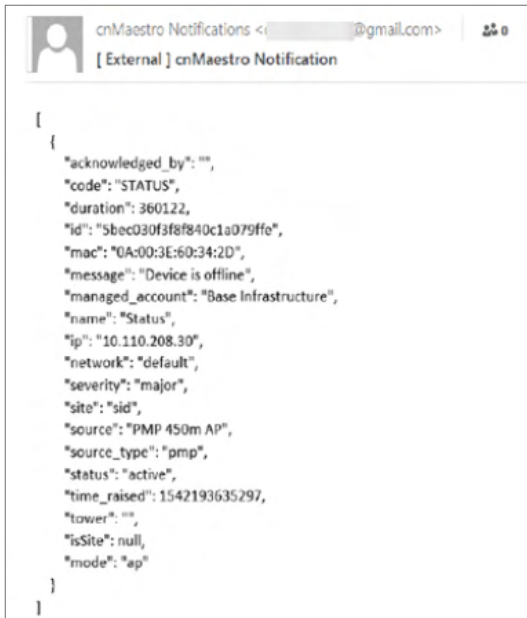 cnMaestro Notifications < @gmail.com> 0
[ External ] cnMaestro Notification
[
{
"acknowledged_by": "",
"code": "STATUS",
"duration": 360122,
"id": "5bec030f3f8f840c1a079ffe",
"mac": "0A:00:3E:60:34:2D",
"message": "Device is offline",
"managed_account": "Base Infrastructure",
"name": "Status",
"ip": "10.110.208.30",
"network": "default",
"severity": "major",
"site": "sid",
"source": "PMP 450m AP",
"source_type": "pmp",
"status": "active",
"time_raised": 1542193635297,
"tower": "",
"isSite": null,
"mode": "ap"
}
]